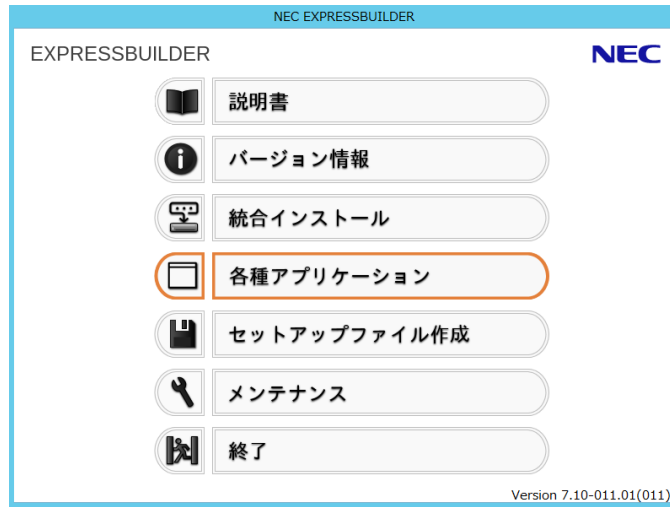 NEC EXPRESSBUILDER
EXPRESSBUILDER
NEC
説明書
バージョン情報
統合インストール
各種アプリケーション
セットアップファイル作成
メンテナンス
終了
Version 7.10-011.01(011)